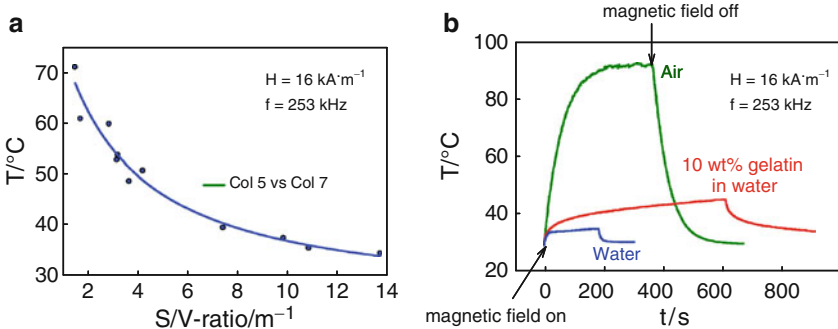 a
70
60
50
40
30
T/°C
H = 16 kA·m⁻¹
f = 253 kHz
Col 5 vs Col 7
2 4 6 8 10 12 14
S/V-ratio/m⁻¹
b
magnetic field off
100
80
60
40
20
T/°C
Air
H = 16 kA·m⁻¹
f = 253 kHz
10 wt% gelatin
in water
Water
0 200 400 600 800
magnetic field on
t/s